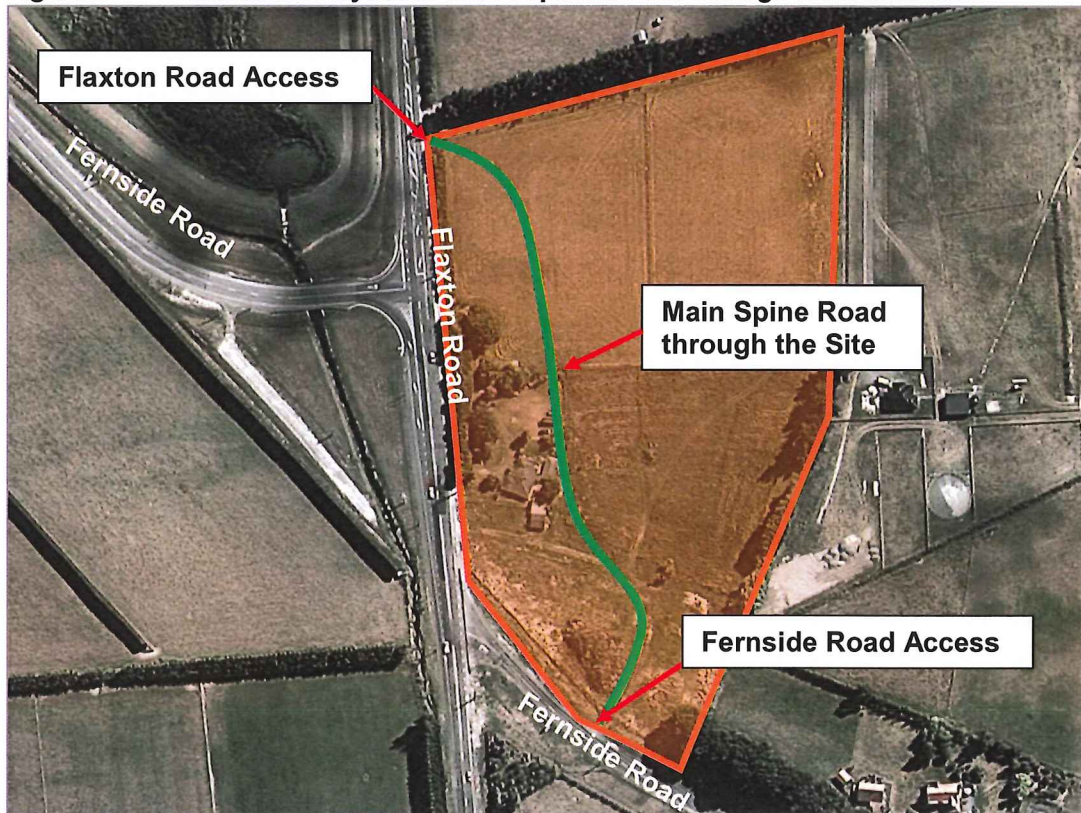 Flaxton Road Access
Fernside Road
Flaxton Road
Main Spine Road
through the Site
Fernside Road Access
Fernside Road